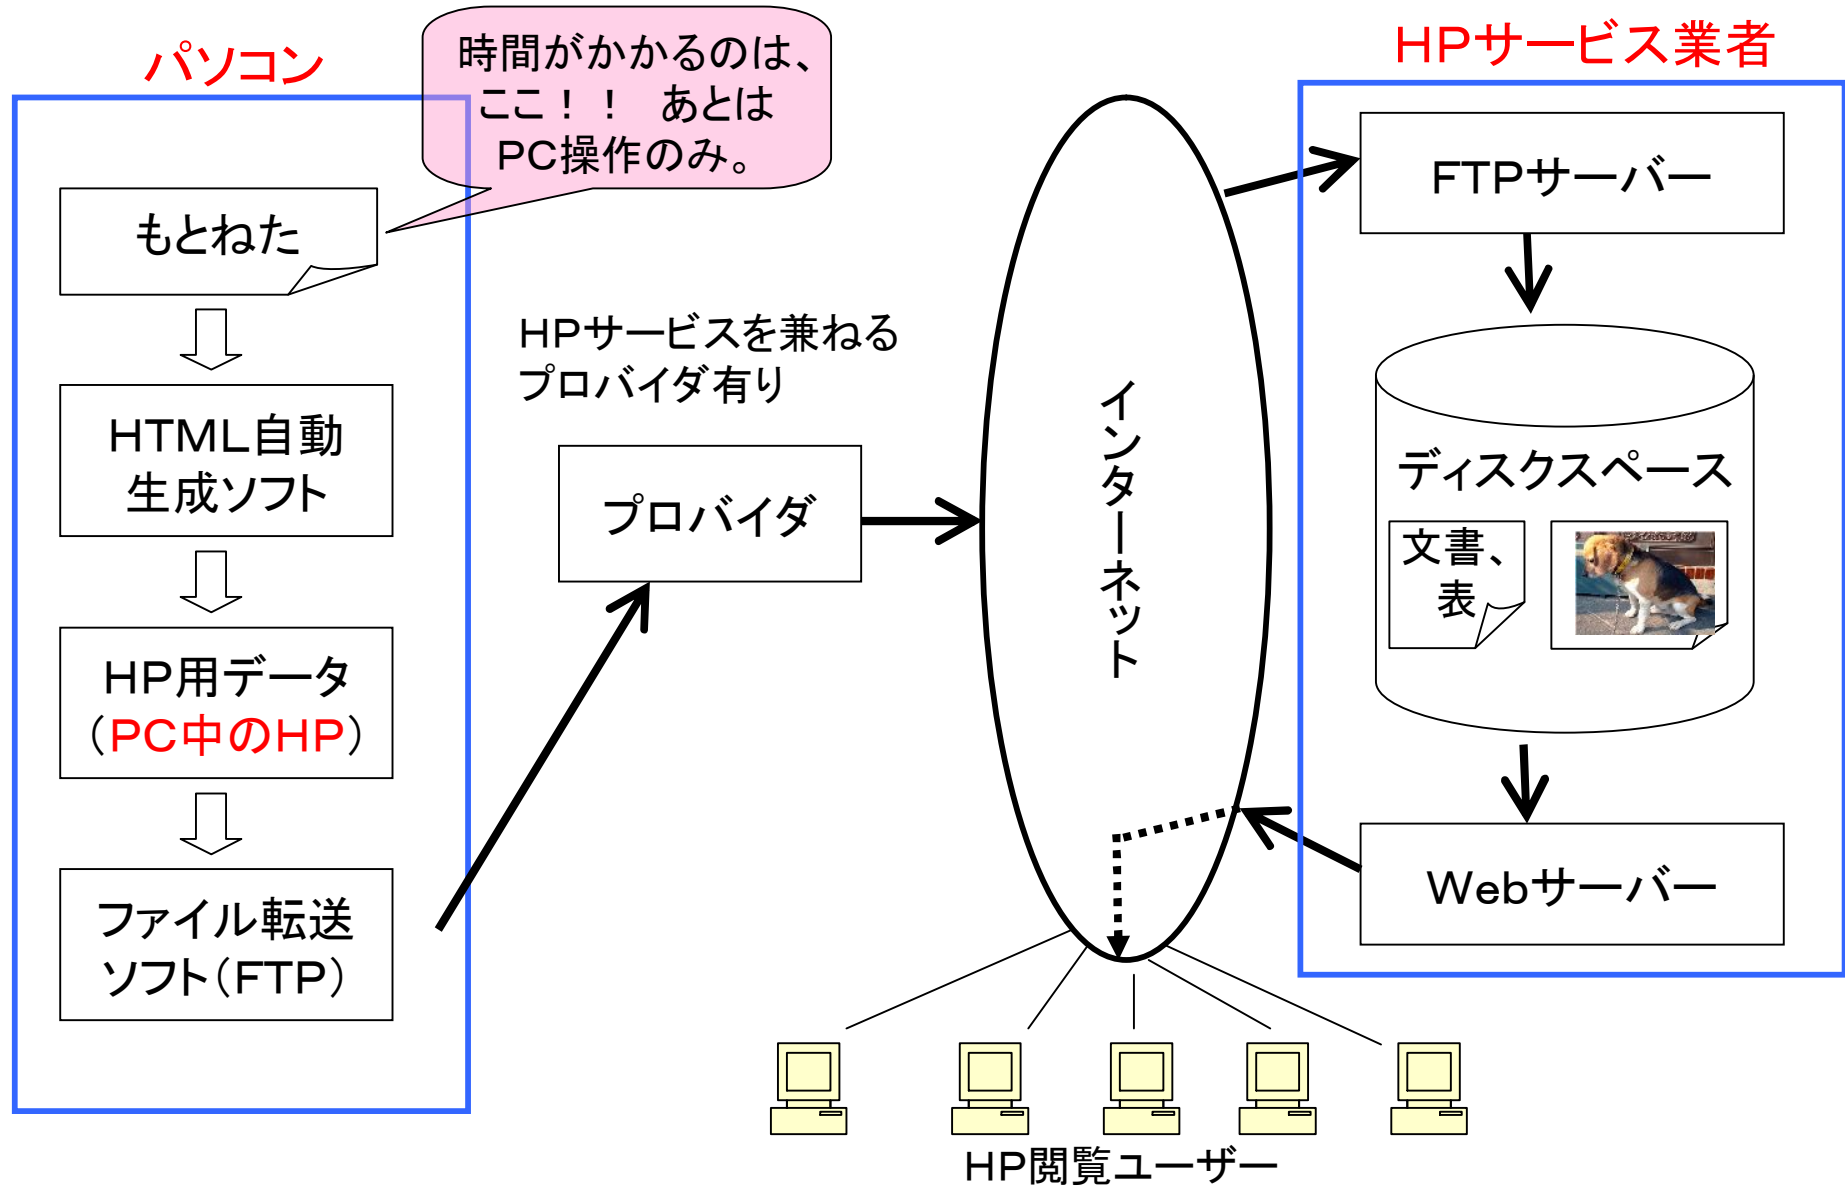 パソコン
時間がかかるのは、
ここ！！　あとは
PC操作のみ。
もとねた
HTML自動
生成ソフト
HP用データ
（PC中のHP）
ファイル転送
ソフト（FTP）
HPサービスを兼ねる
プロバイダ有り
プロバイダ
インターネット
HPサービス業者
FTPサーバー
ディスクスペース
文書、
表
Webサーバー
HP閲覧ユーザー